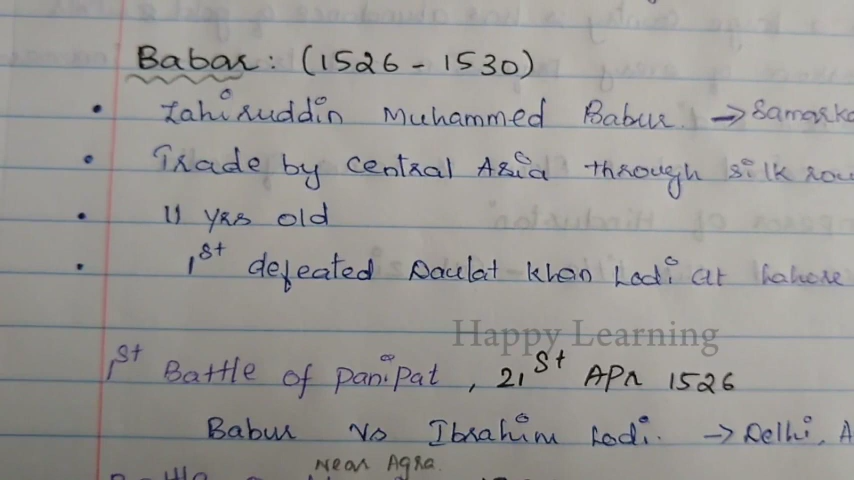 Babar: (1526 - 1530)
• Zahiruddin Muhammed Babur. → Samarka
• Trade by central Asia through silk rou
• 11 yrs old
• 1st defeated Daulat khan Lodi at Lahore
Happy Learning
1st Battle of Panipat, 21st APR 1526
Babur Vs Ibrahim Lodi. → Delhi, A
Near Agra.